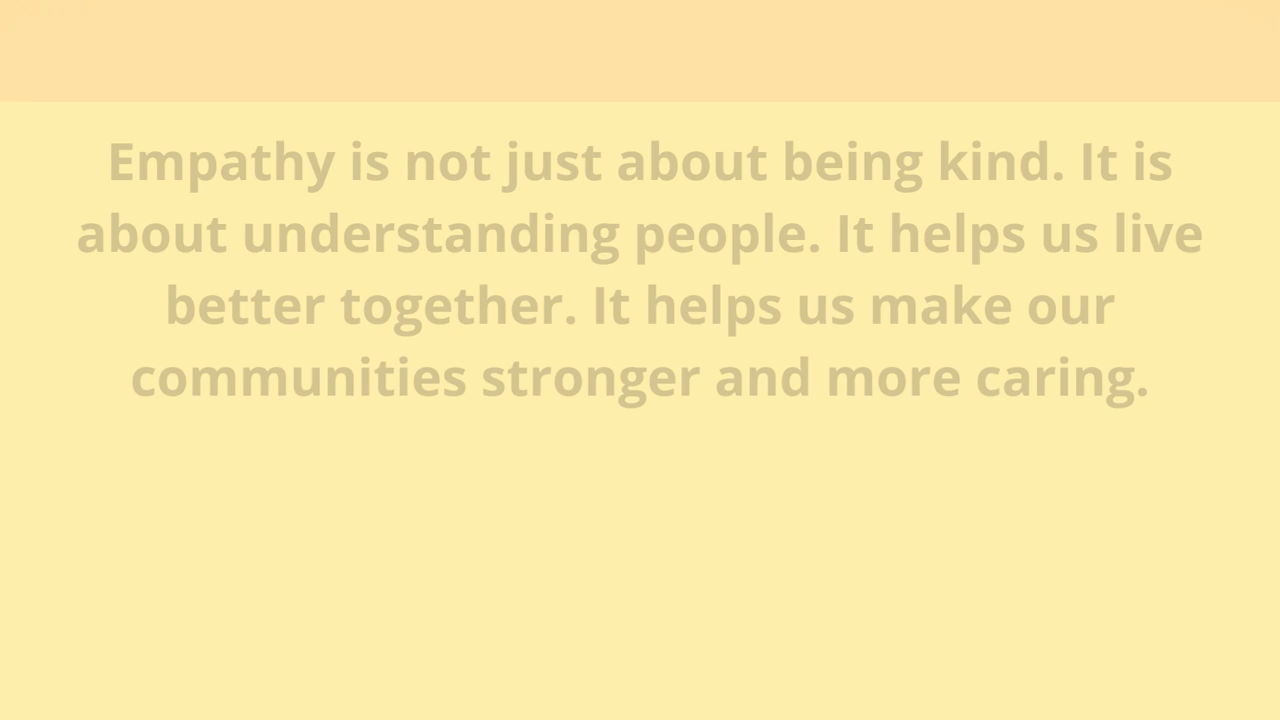 Empathy is not just about being kind. It is
about understanding people. It helps us live
better together. It helps us make our
communities stronger and more caring.